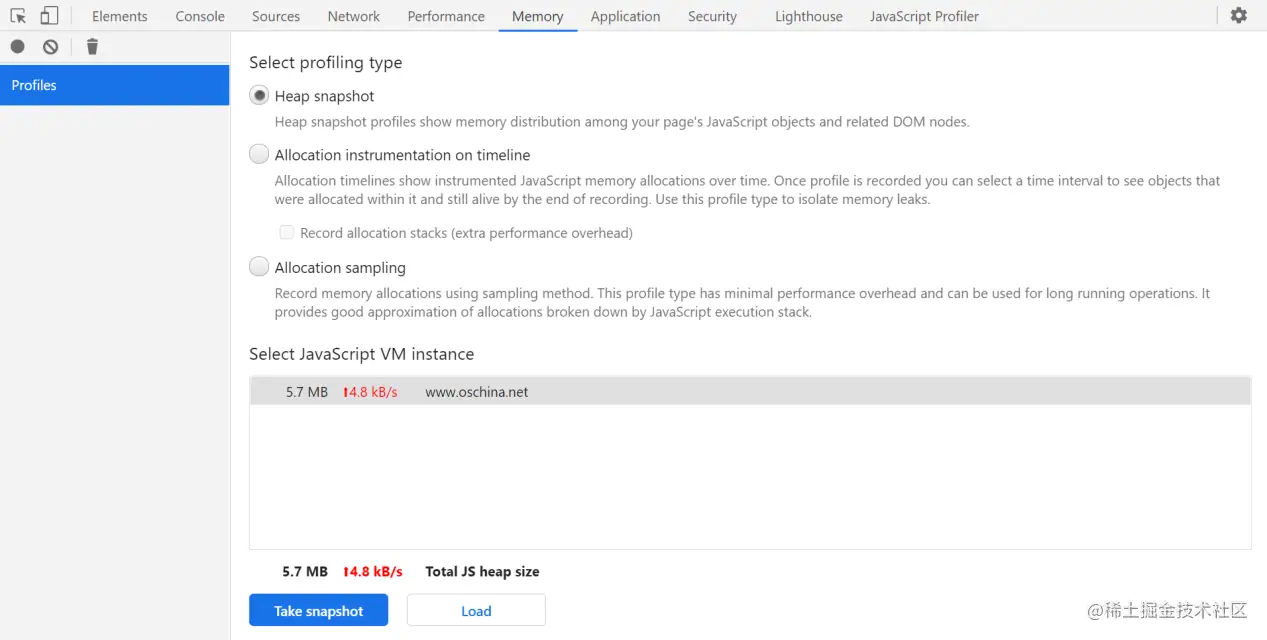 Elements Console Sources Network Performance Memory Application Security Lighthouse JavaScript Profiler
Profiles
Select profiling type
Heap snapshot
Heap snapshot profiles show memory distribution among your page's JavaScript objects and related DOM nodes.
Allocation instrumentation on timeline
Allocation timelines show instrumented JavaScript memory allocations over time. Once profile is recorded you can select a time interval to see objects that
were allocated within it and still alive by the end of recording. Use this profile type to isolate memory leaks.
Record allocation stacks (extra performance overhead)
Allocation sampling
Record memory allocations using sampling method. This profile type has minimal performance overhead and can be used for long running operations. It
provides good approximation of allocations broken down by JavaScript execution stack.
Select JavaScript VM instance
5.7 MB ⬆4.8 kB/s www.oschina.net
5.7 MB ⬆4.8 kB/s Total JS heap size
Take snapshot Load
@稀土掘金技术社区